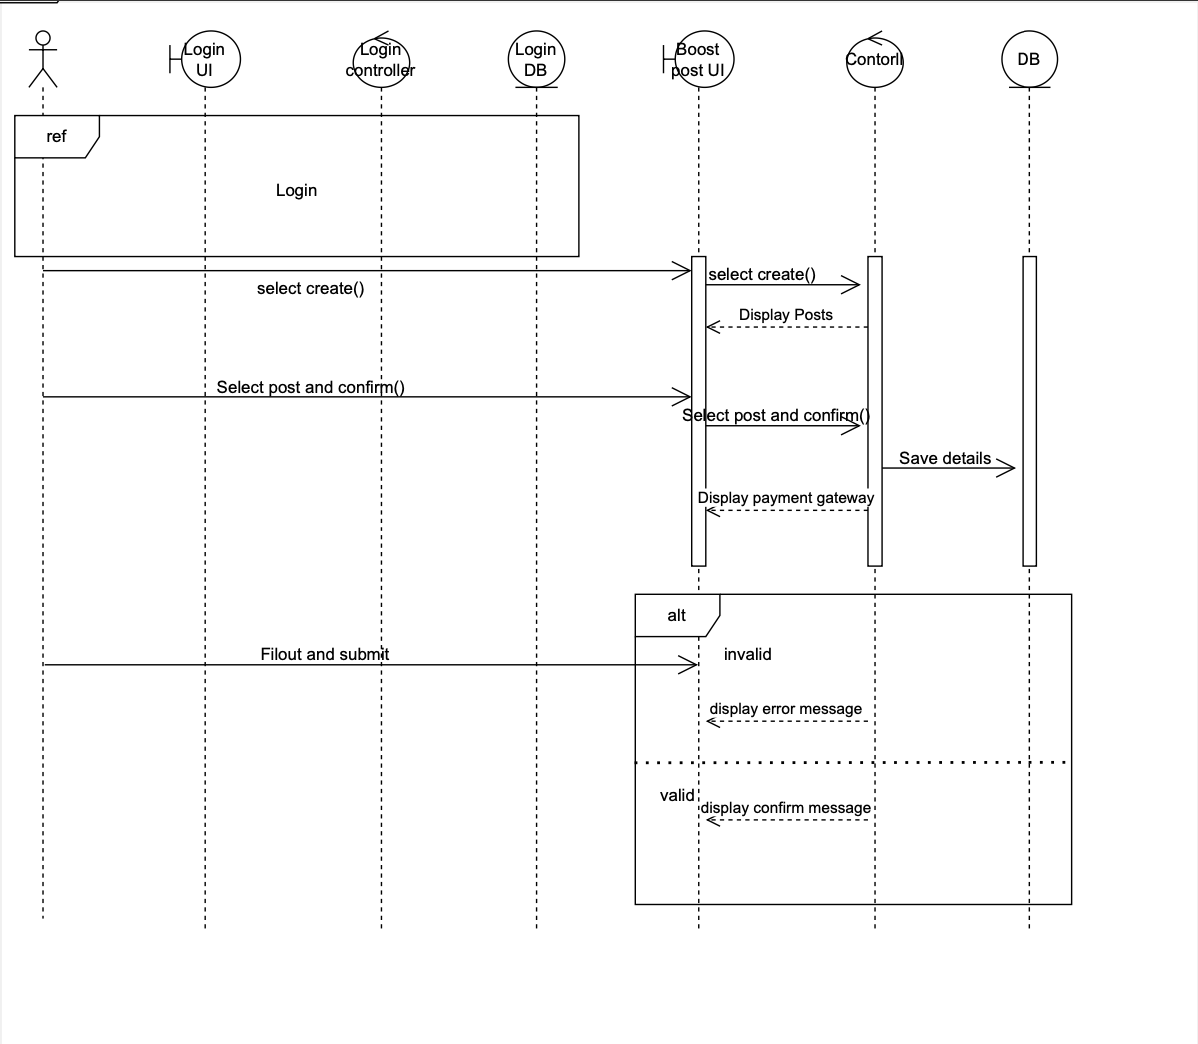 Login
UI
Login
controller
Login
DB
Boost
post UI
Contorll
DB
ref
Login
select create()
select create()
Display Posts
Select post and confirm()
Select post and confirm()
Save details
Display payment gateway
alt
Filout and submit
invalid
display error message
valid
display confirm message